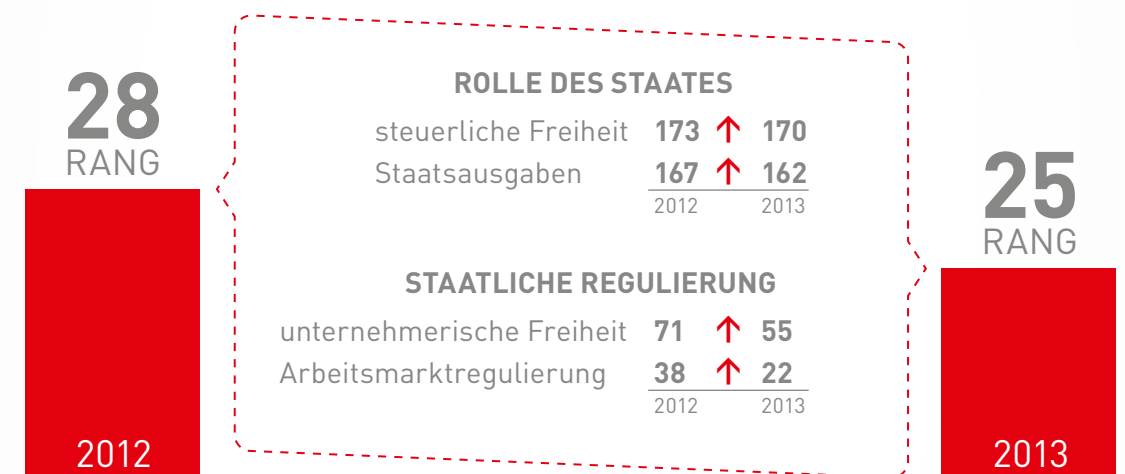 28
RANG
2012
ROLLE DES STAATES
steuerliche Freiheit 173 ↑ 170
Staatsausgaben 167 ↑ 162
2012 2013
STAATLICHE REGULIERUNG
unternehmerische Freiheit 71 ↑ 55
Arbeitsmarktregulierung 38 ↑ 22
2012 2013
25
RANG
2013